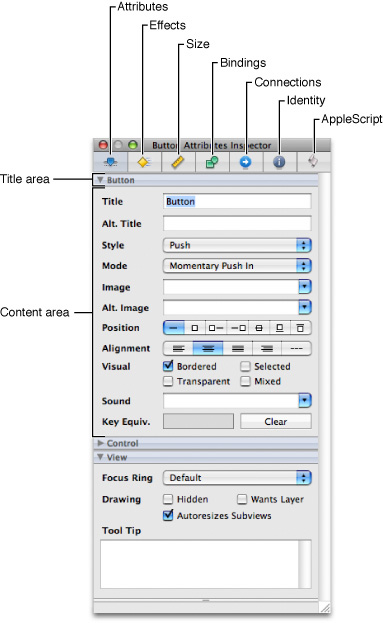 Attributes
Effects
Size
Bindings
Connections
Identity
AppleScript
Button Attributes Inspector
Title area
Button
Title Button
Alt. Title
Style Push
Mode Momentary Push In
Image
Content area
Alt. Image
Position
Alignment
Visual Bordered Selected
Transparent Mixed
Sound
Key Equiv. Clear
Control
View
Focus Ring Default
Drawing Hidden Wants Layer
Autoresizes Subviews
Tool Tip